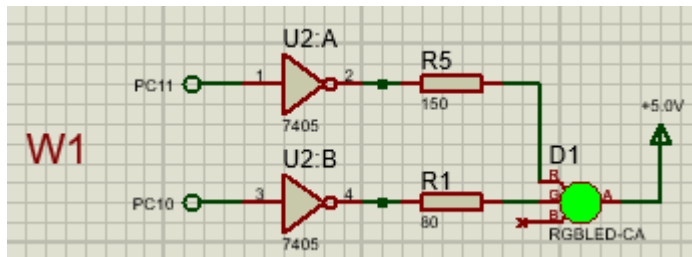 U2:A
R5
PC11
1
2
150
+5.0V
7405
W1
D1
U2:B
R1
R
PC10
3
4
G
A
80
B
RGBLED-CA
7405